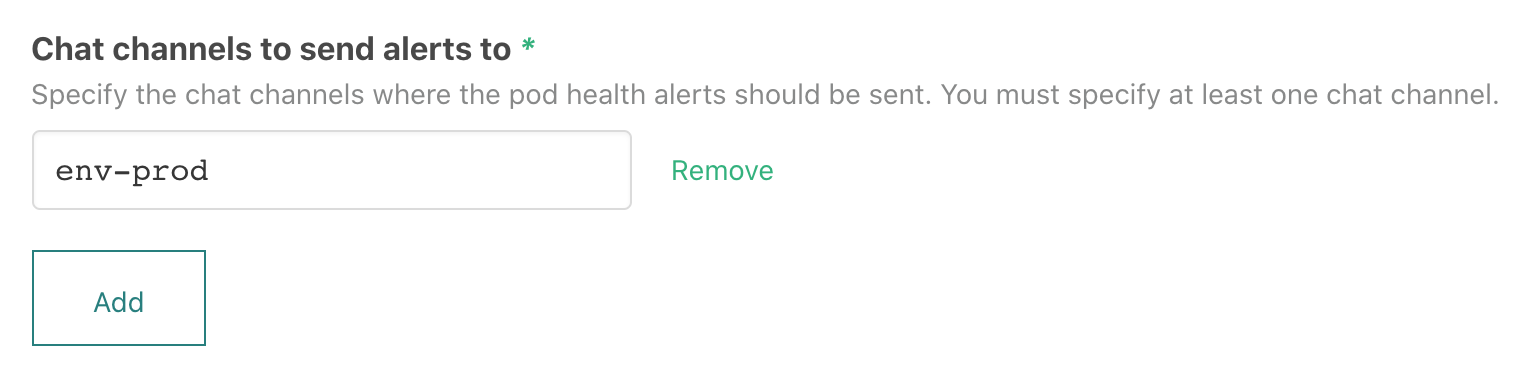 Chat channels to send alerts to *
Specify the chat channels where the pod health alerts should be sent. You must specify at least one chat channel.
env-prod
Remove
Add